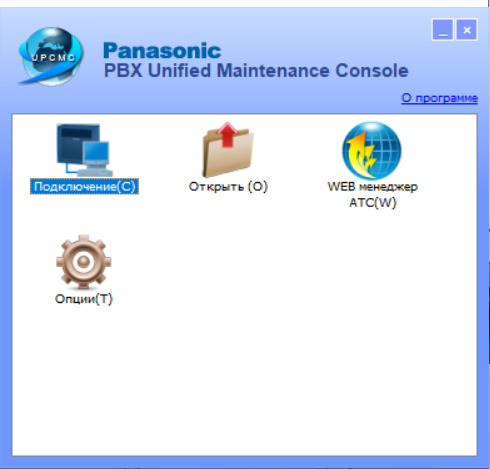 UPCMC
Panasonic
PBX Unified Maintenance Console
О программе
Подключение(C)
Открыть (O)
WEB менеджер
АТС(W)
Опции(T)